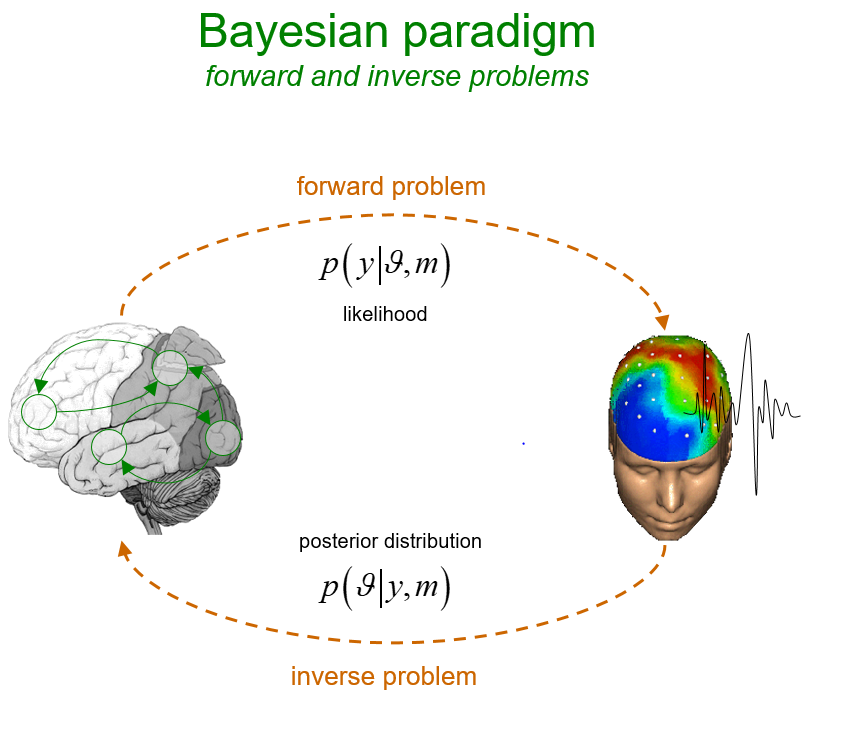 Bayesian paradigm
forward and inverse problems
forward problem
p(y|ϑ,m)
likelihood
posterior distribution
p(ϑ|y,m)
inverse problem